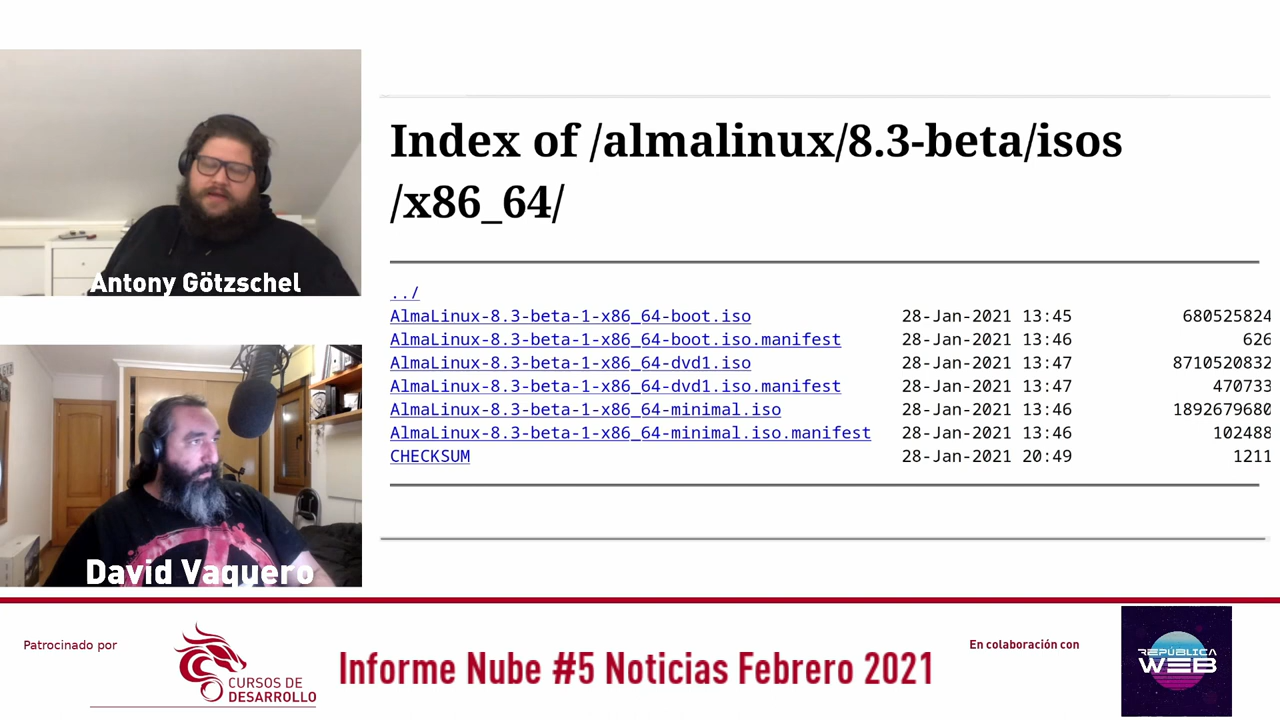 Antony Götzschel
David Vaquero
Index of /almalinux/8.3-beta/isos
/x86_64/
../
AlmaLinux-8.3-beta-1-x86_64-boot.iso 28-Jan-2021 13:45 680525824
AlmaLinux-8.3-beta-1-x86_64-boot.iso.manifest 28-Jan-2021 13:46 626
AlmaLinux-8.3-beta-1-x86_64-dvd1.iso 28-Jan-2021 13:47 8710520832
AlmaLinux-8.3-beta-1-x86_64-dvd1.iso.manifest 28-Jan-2021 13:47 470733
AlmaLinux-8.3-beta-1-x86_64-minimal.iso 28-Jan-2021 13:46 1892679680
AlmaLinux-8.3-beta-1-x86_64-minimal.iso.manifest 28-Jan-2021 13:46 102488
CHECKSUM 28-Jan-2021 20:49 1211
Patrocinado por
CURSOS DE
DESARROLLO
Informe Nube #5 Noticias Febrero 2021
En colaboración con
REPÚBLICA
WEB